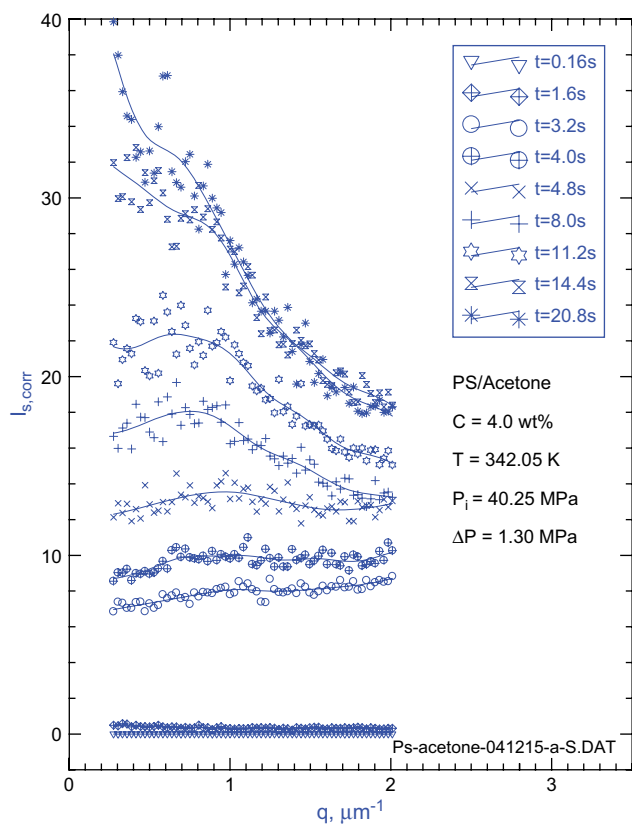 40
30
20
10
0
I_s,corr
0
1
2
3
q, μm⁻¹
t=0.16s
t=1.6s
t=3.2s
t=4.0s
t=4.8s
t=8.0s
t=11.2s
t=14.4s
t=20.8s
PS/Acetone
C = 4.0 wt%
T = 342.05 K
P_i = 40.25 MPa
ΔP = 1.30 MPa
Ps-acetone-041215-a-S.DAT